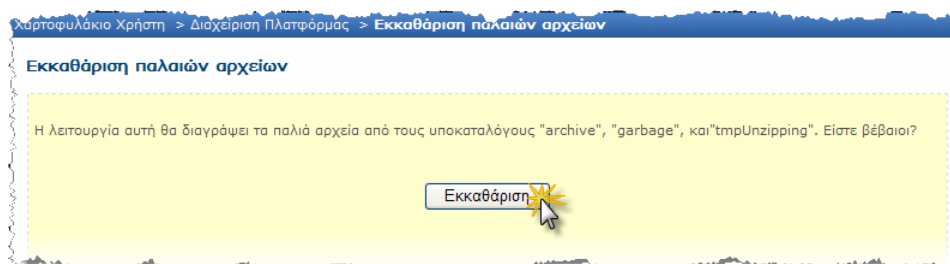 Χαρτοφυλάκιο Χρήστη > Διαχείριση Πλατφόρμας > Εκκαθάριση παλαιών αρχείων
Εκκαθάριση παλαιών αρχείων
Η λειτουργία αυτή θα διαγράψει τα παλιά αρχεία από τους υποκαταλόγους "archive", "garbage", και"tmpUnzipping". Είστε βέβαιοι?
Εκκαθάριση